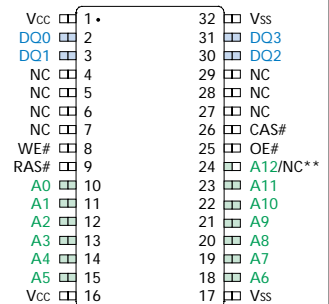 Vcc 1 • 32 Vss
DQ0 2 31 DQ3
DQ1 3 30 DQ2
NC 4 29 NC
NC 5 28 NC
NC 6 27 NC
NC 7 26 CAS#
WE# 8 25 OE#
RAS# 9 24 A12/NC**
A0 10 23 A11
A1 11 22 A10
A2 12 21 A9
A3 13 20 A8
A4 14 19 A7
A5 15 18 A6
Vcc 16 17 Vss